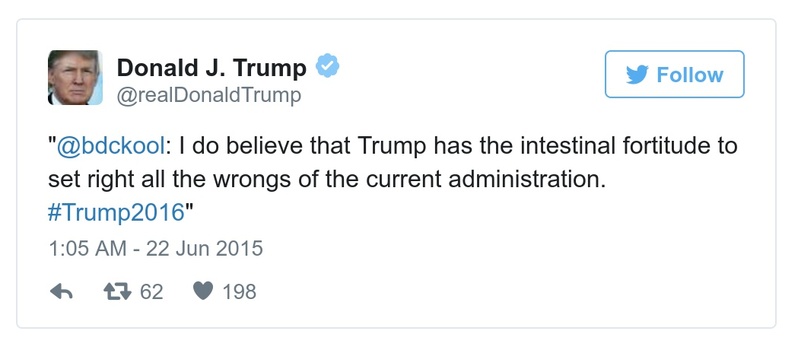 Donald J. Trump
@realDonaldTrump
Follow
"@bdckool: I do believe that Trump has the intestinal fortitude to
set right all the wrongs of the current administration.
#Trump2016"
1:05 AM - 22 Jun 2015
62 198